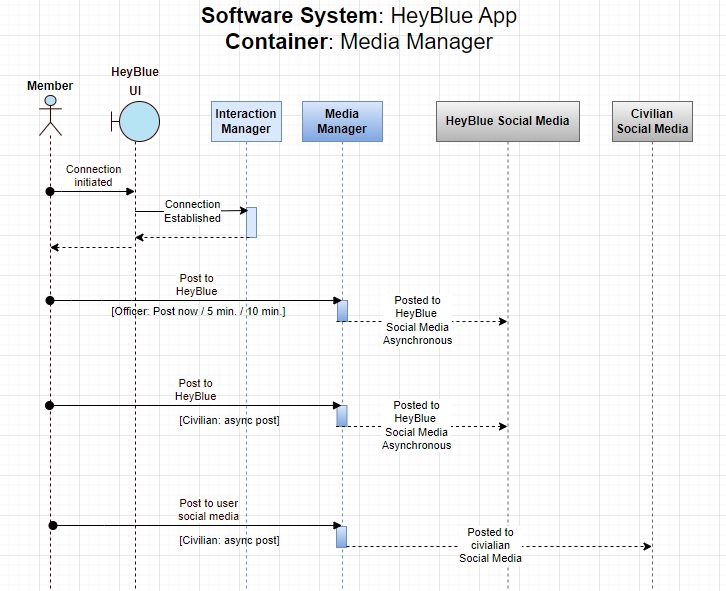 Software System: HeyBlue App
Container: Media Manager
Member
HeyBlue
UI
Interaction
Manager
Media
Manager
HeyBlue Social Media
Civilian
Social Media
Connection
initiated
Connection
Established
Post to
HeyBlue
[Officer: Post now / 5 min. / 10 min.]
Posted to
HeyBlue
Social Media
Asynchronous
Post to
HeyBlue
[Civilian: async post]
Posted to
HeyBlue
Social Media
Asynchronous
Post to user
social media
[Civilian: async post]
Posted to
civialian
Social Media